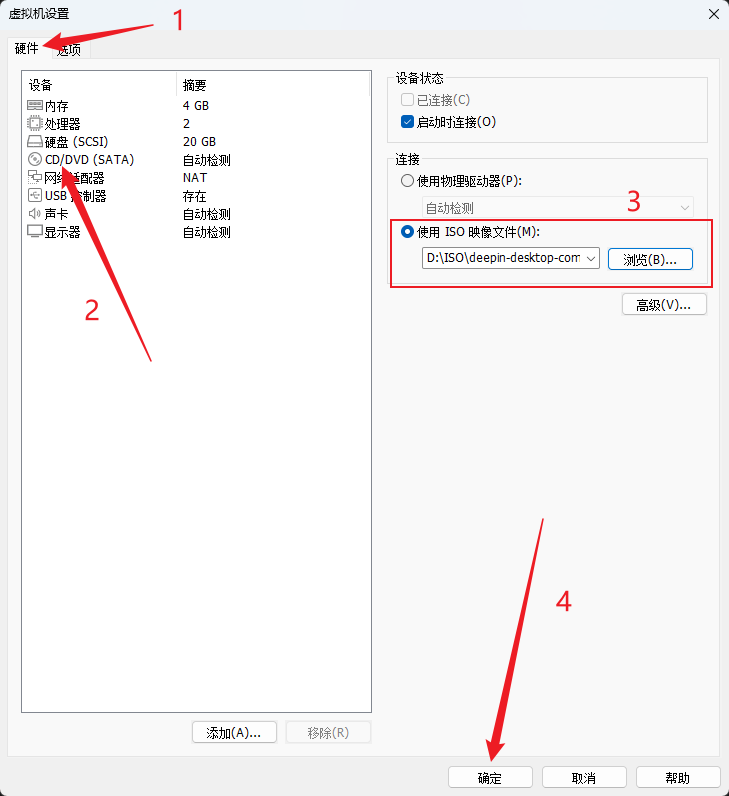 虚拟机设置
1
硬件 选项
设备 摘要
内存 4 GB
处理器 2
硬盘 (SCSI) 20 GB
CD/DVD (SATA) 自动检测
网络适配器 NAT
USB 控制器 存在
声卡 自动检测
显示器 自动检测
2
添加(A)...
移除(R)
设备状态
已连接(C)
启动时连接(O)
连接
使用物理驱动器(P):
自动检测
3
使用 ISO 映像文件(M):
D:\ISO\deepin-desktop-com
浏览(B)...
高级(V)...
4
确定
取消
帮助